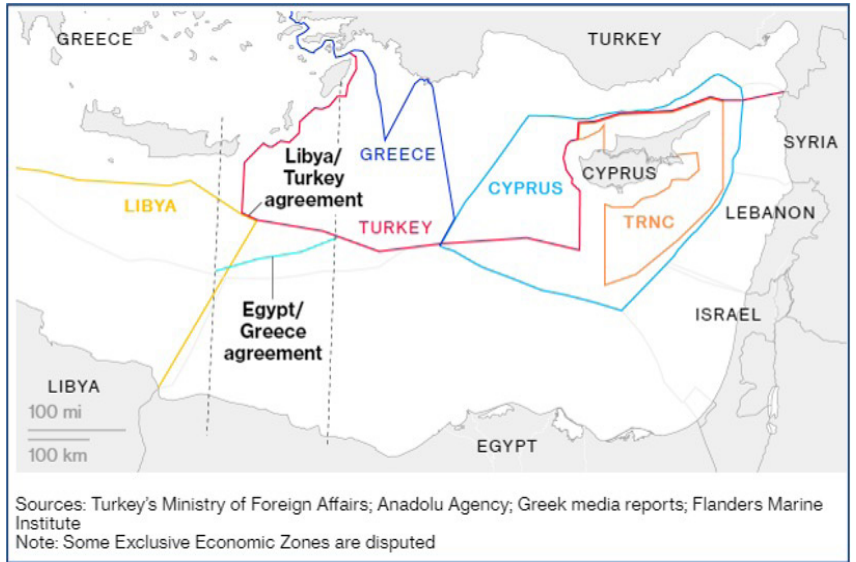 GREECE
TURKEY
SYRIA
GREECE
Libya/
Turkey
agreement
CYPRUS
CYPRUS
LIBYA
TURKEY
TRNC
LEBANON
ISRAEL
Egypt/
Greece
agreement
LIBYA
100 mi
100 km
EGYPT
Sources: Turkey's Ministry of Foreign Affairs; Anadolu Agency; Greek media reports; Flanders Marine
Institute
Note: Some Exclusive Economic Zones are disputed